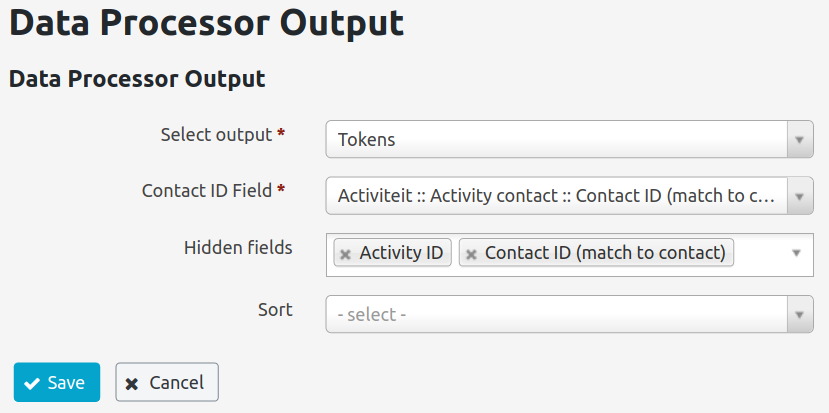 Data Processor Output
Data Processor Output
Select output *
Tokens
Contact ID Field *
Activiteit :: Activity contact :: Contact ID (match to c...
Hidden fields
Activity ID
Contact ID (match to contact)
Sort
- select -
Save
Cancel